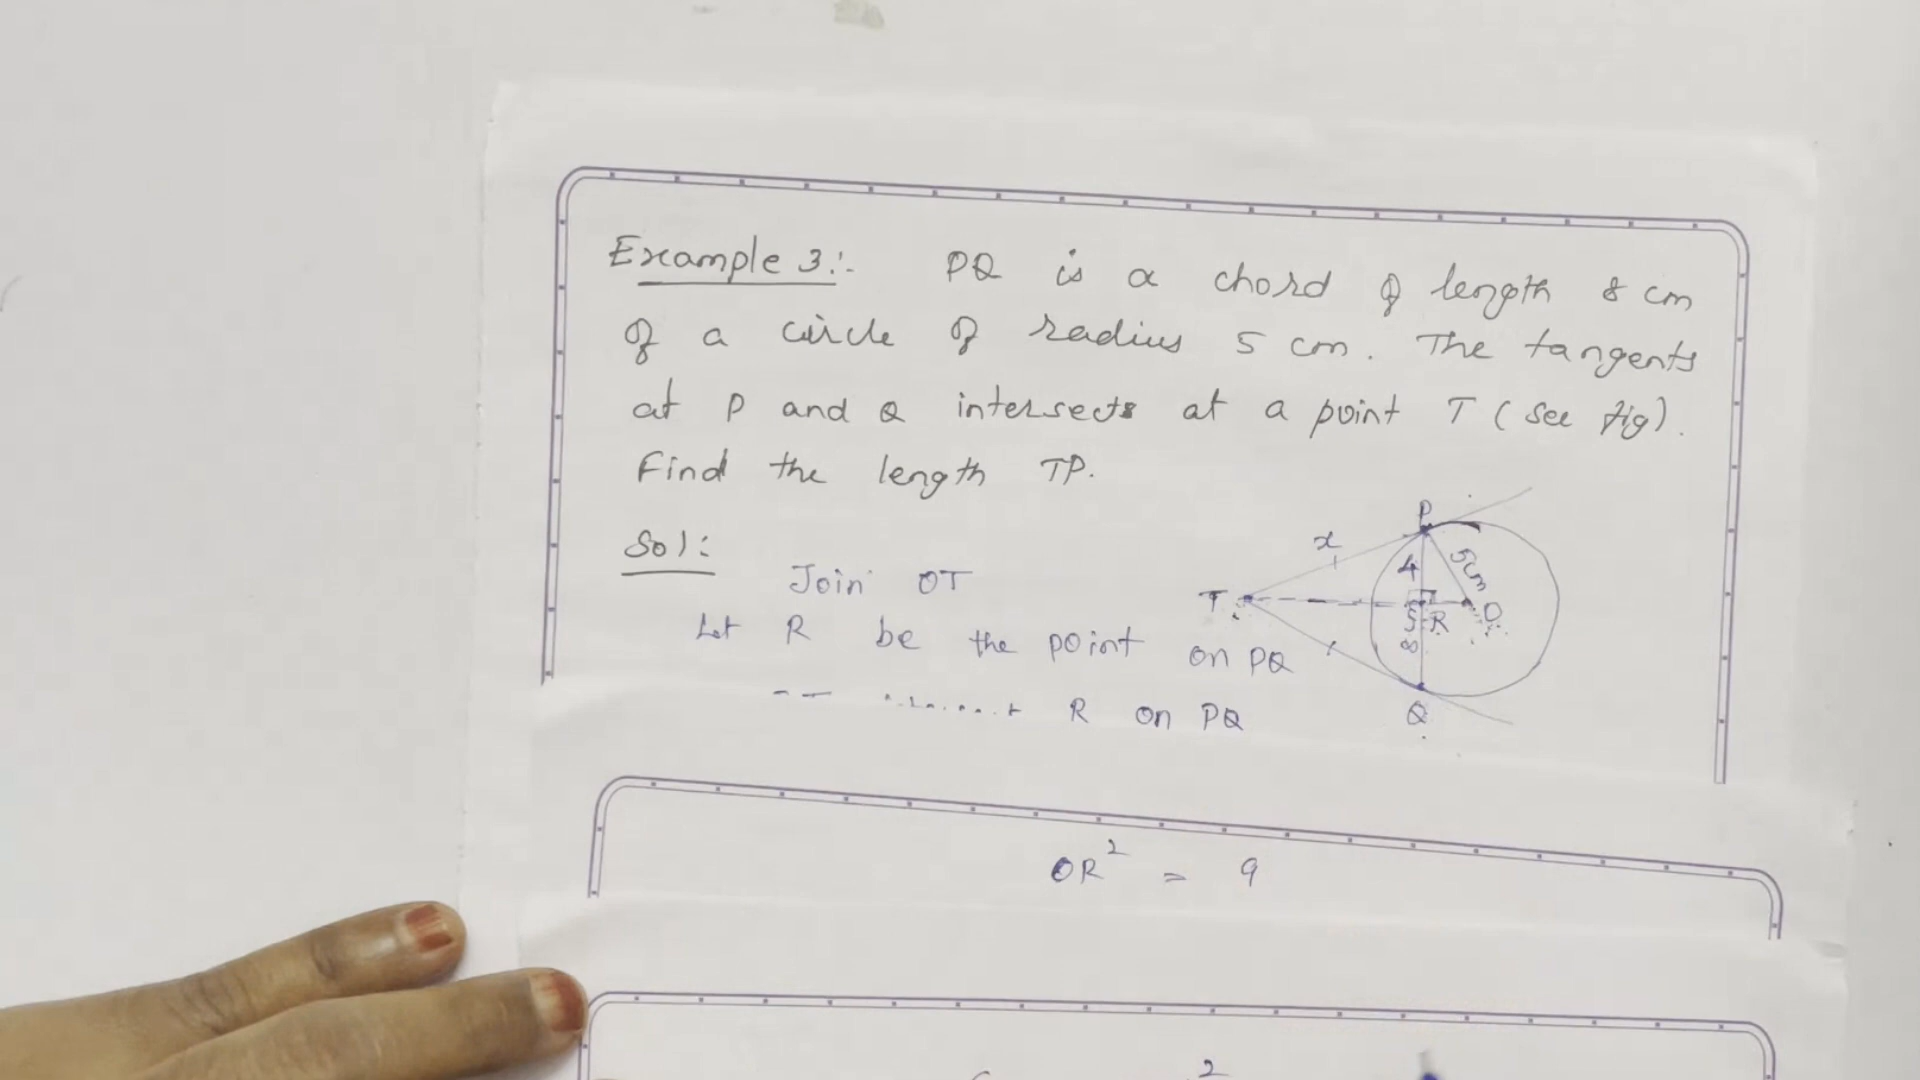 Example 3:-  PQ is a chord of length 8 cm
of a circle of radius 5 cm. The tangents
at P and Q intersects at a point T (see fig).
Find the length TP.
Sol:
Join OT
Let R be the point on PQ
R on PQ
P
x
4
5cm
T
R
O
8
Q
OR² = 9
2